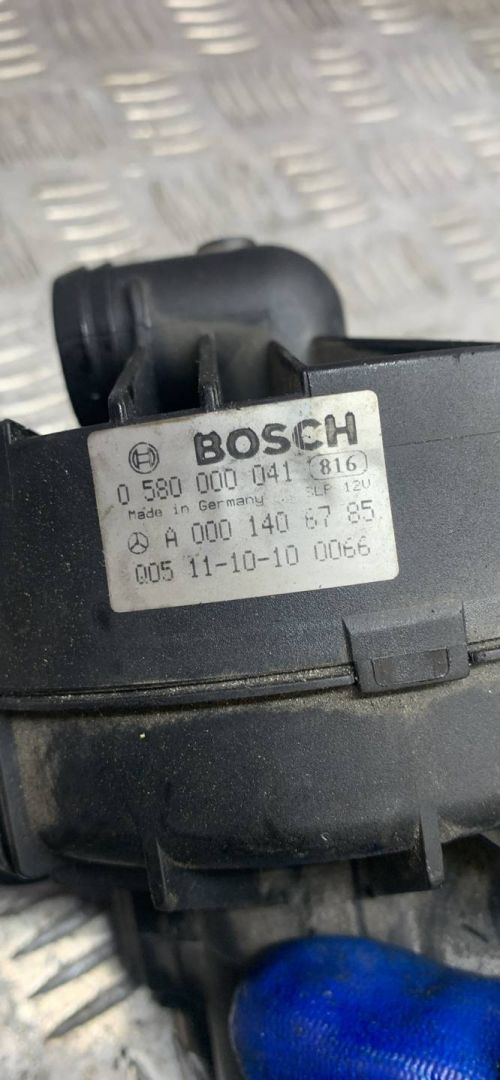 BOSCH
0 580 000 041 816
Made in Germany SLP 12V
A 000 140 67 85
005 11-10-10 0066